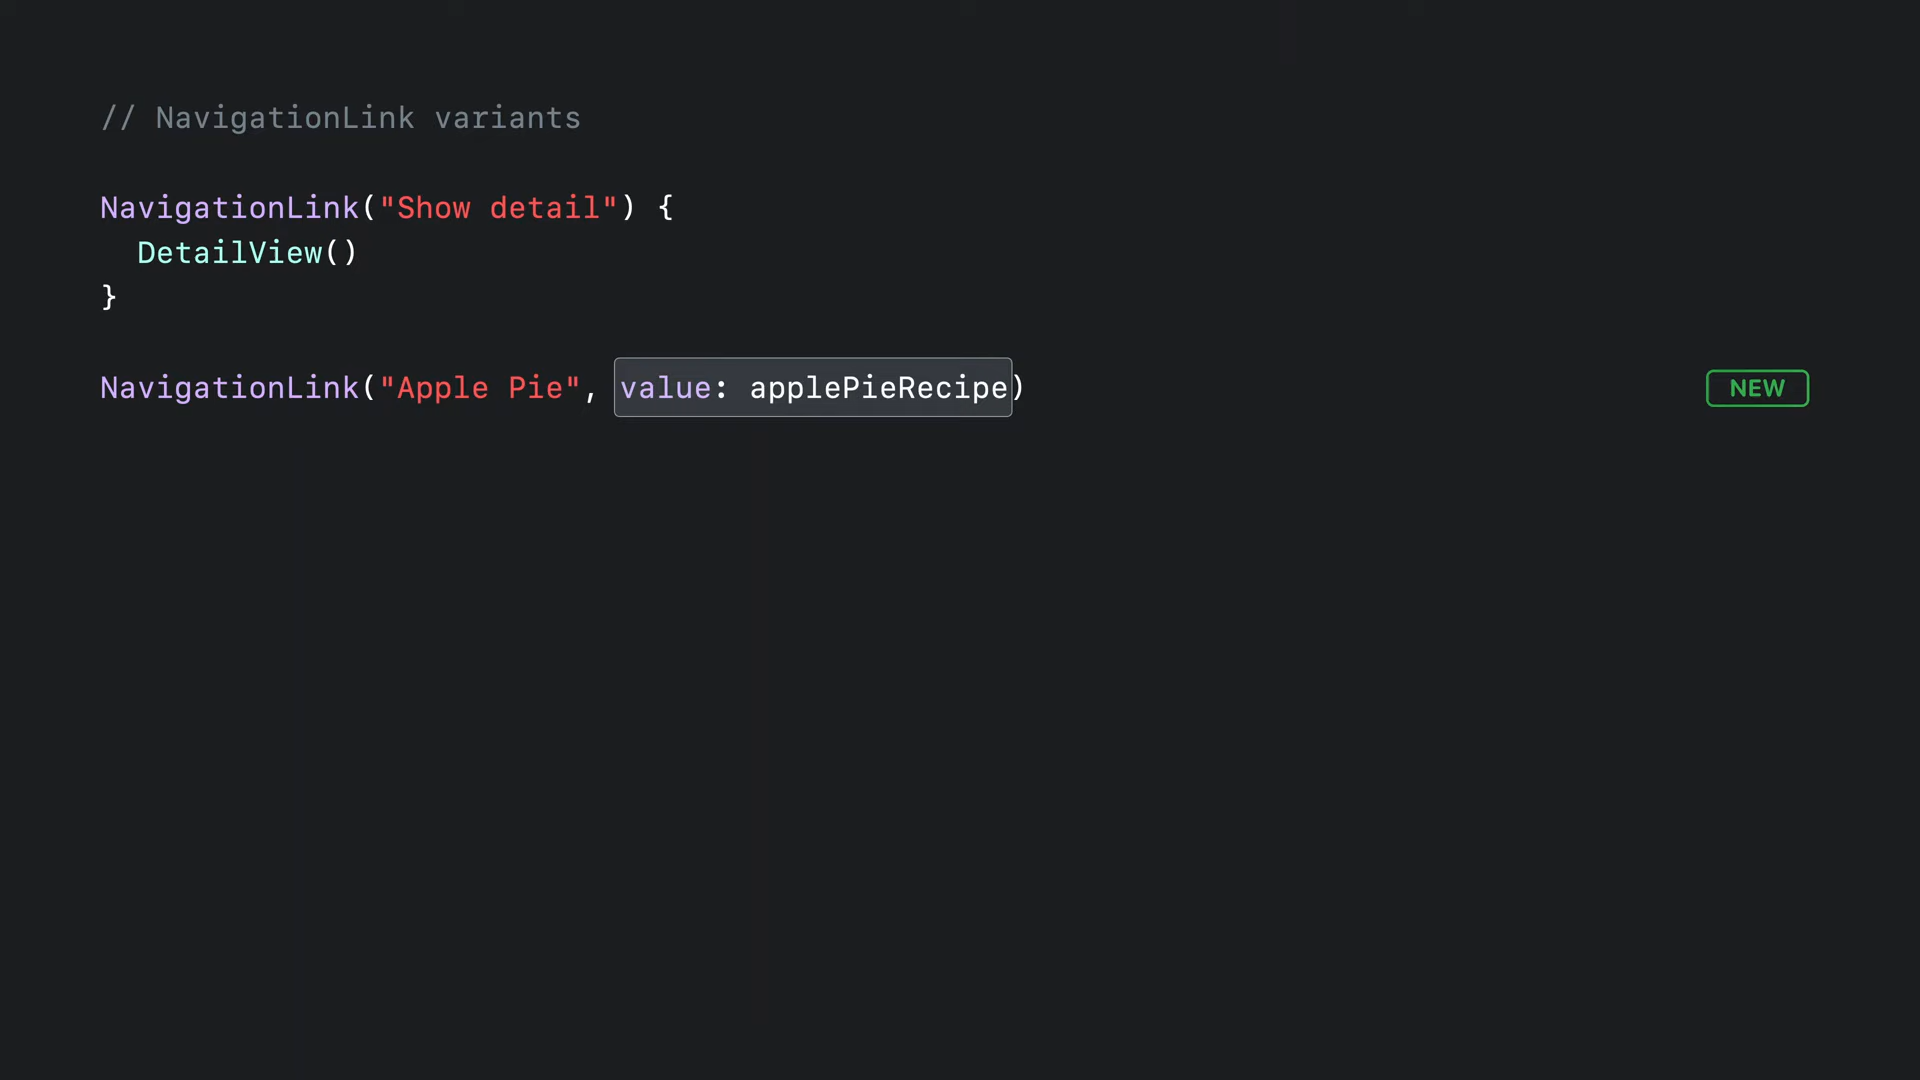 // NavigationLink variants
NavigationLink("Show detail") {
  DetailView()
}
NavigationLink("Apple Pie", value: applePieRecipe)
NEW